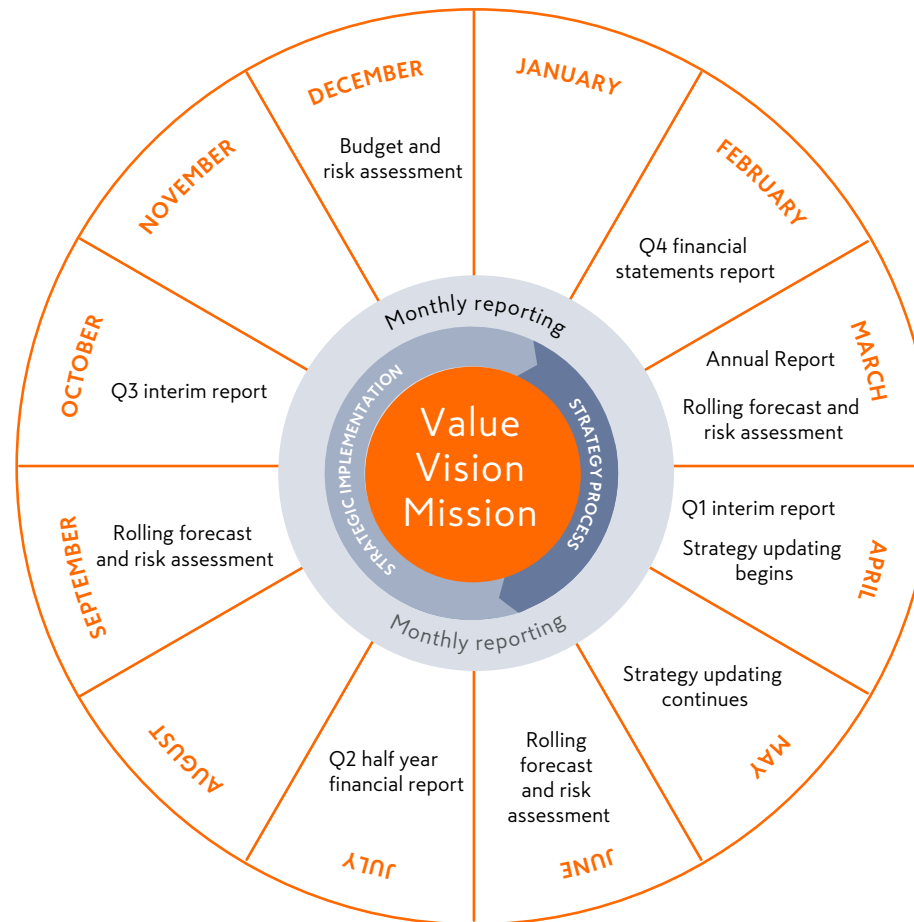 JANUARY
FEBRUARY
Q4 financial
statements report
MARCH
Annual Report
Rolling forecast and
risk assessment
APRIL
Q1 interim report
Strategy updating
begins
MAY
Strategy updating
continues
JUNE
Rolling
forecast
and risk
assessment
JULY
Q2 half year
financial report
AUGUST
SEPTEMBER
Rolling forecast
and risk assessment
OCTOBER
Q3 interim report
NOVEMBER
DECEMBER
Budget and
risk assessment
Monthly reporting
STRATEGIC IMPLEMENTATION
STRATEGY PROCESS
Value
Vision
Mission
Monthly reporting